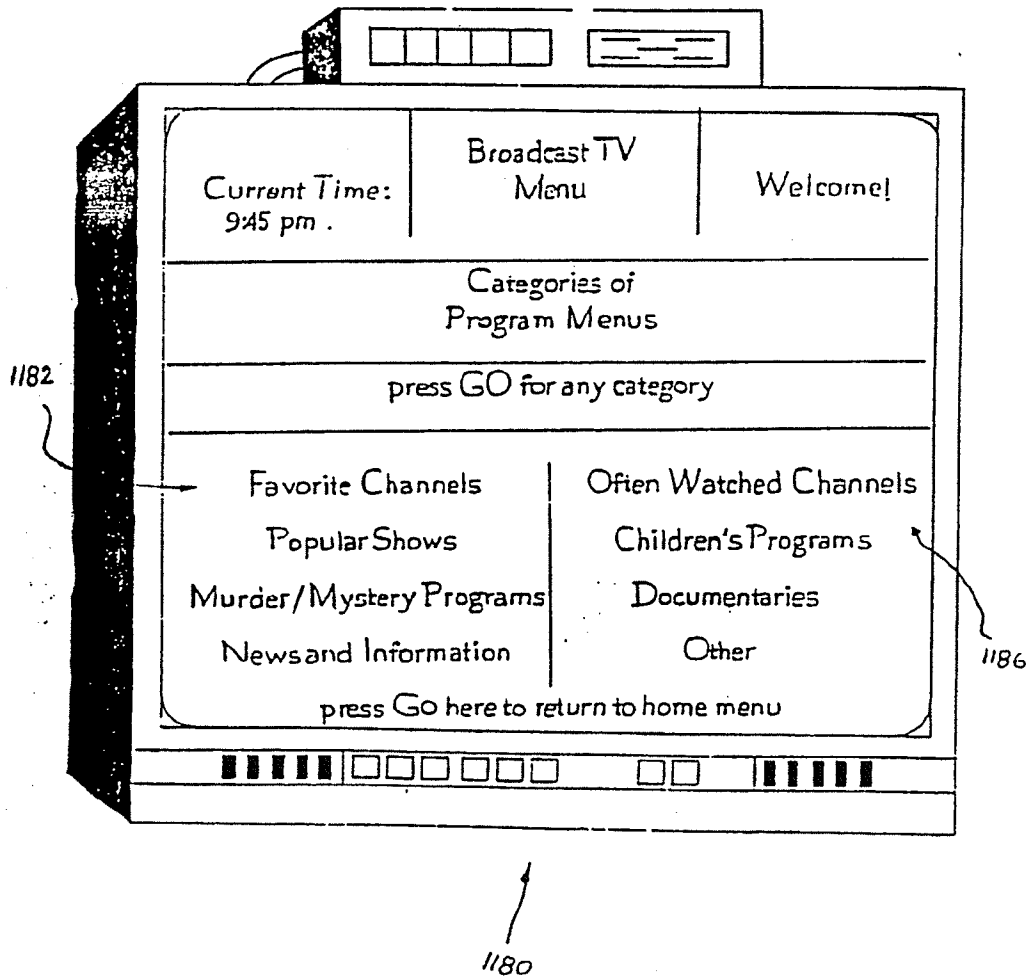 Current Time:
9:45 pm .
Broadcast TV
Menu
Welcome!
Categories of
Program Menus
press GO for any category
1182
Favorite Channels
Popular Shows
Murder/Mystery Programs
News and Information
Often Watched Channels
Children's Programs
Documentaries
Other
1186
press Go here to return to home menu
1180